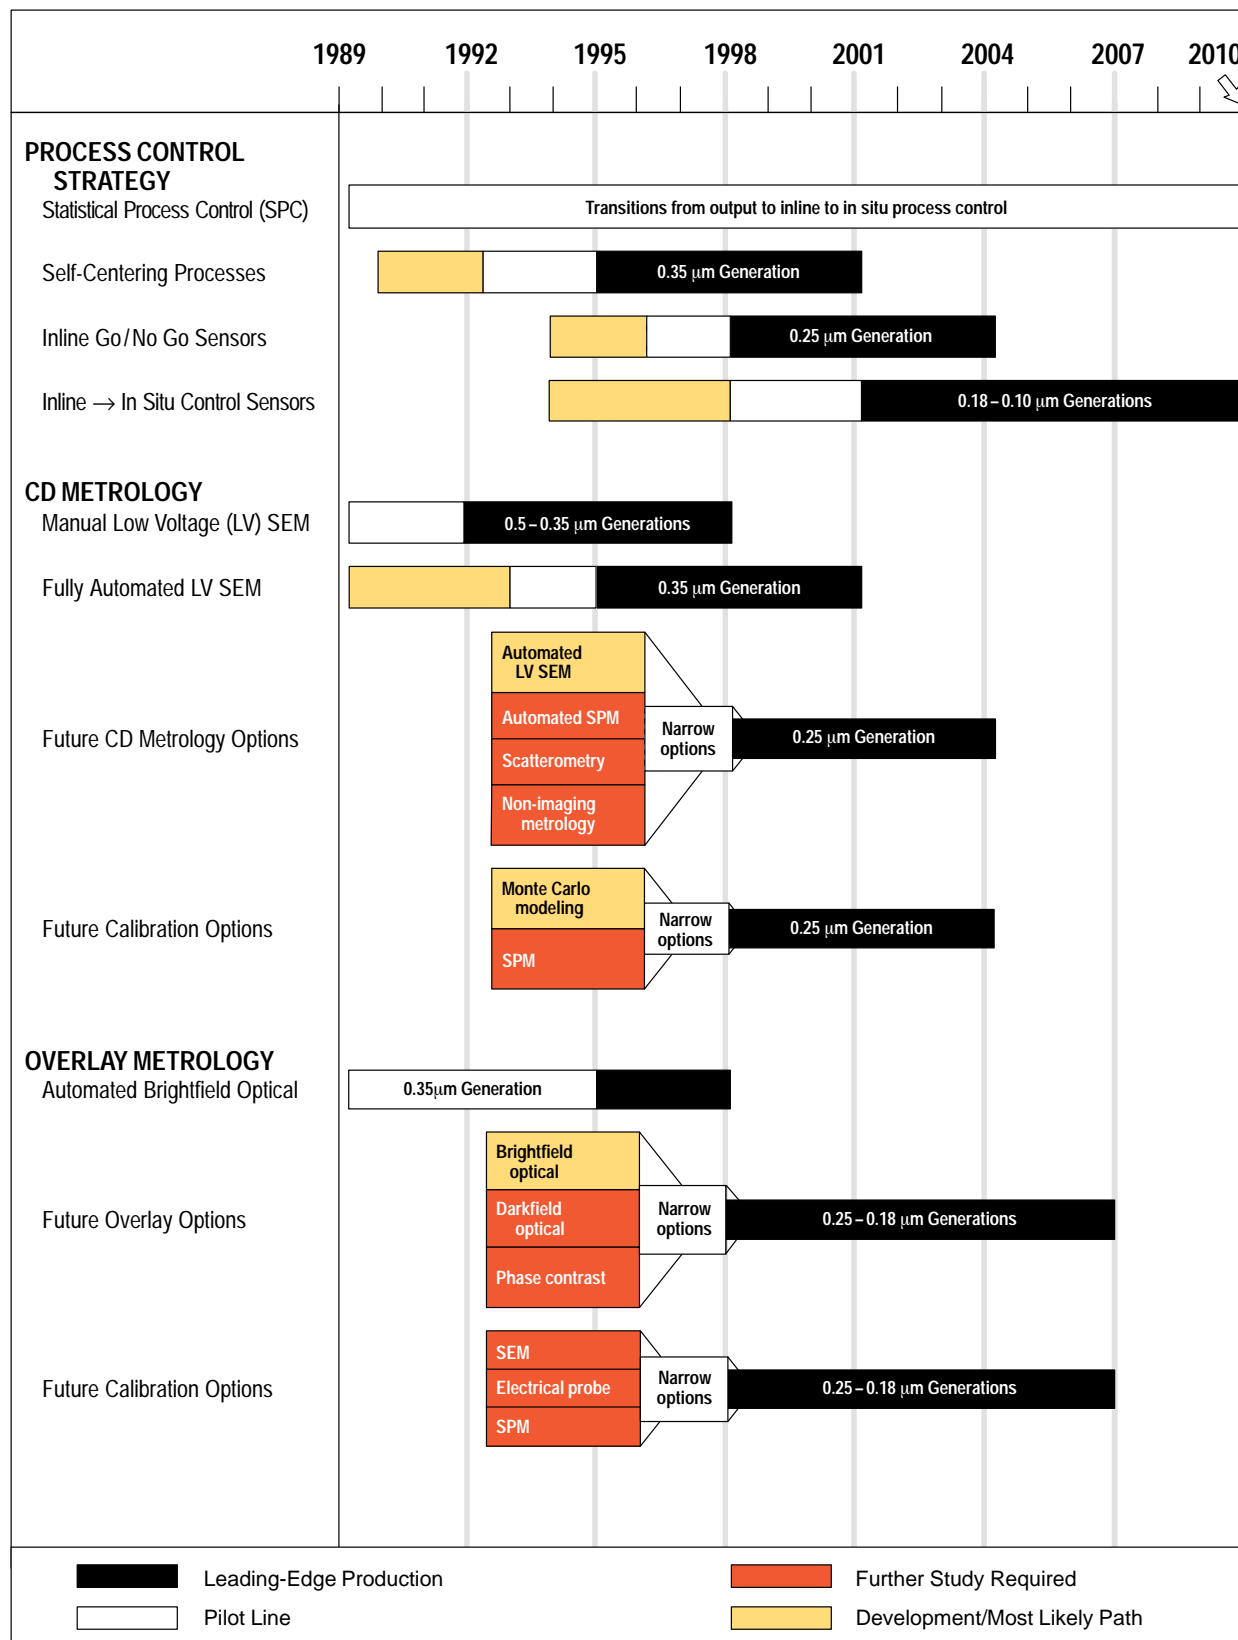 1989 1992 1995 1998 2001 2004 2007 2010
PROCESS CONTROL
STRATEGY
Statistical Process Control (SPC)
Transitions from output to inline to in situ process control
Self-Centering Processes
0.35 µm Generation
Inline Go/No Go Sensors
0.25 µm Generation
Inline → In Situ Control Sensors
0.18–0.10 µm Generations
CD METROLOGY
Manual Low Voltage (LV) SEM
0.5–0.35 µm Generations
Fully Automated LV SEM
0.35 µm Generation
Future CD Metrology Options
Automated
LV SEM
Automated SPM
Scatterometry
Non-imaging
metrology
Narrow
options
0.25 µm Generation
Future Calibration Options
Monte Carlo
modeling
SPM
Narrow
options
0.25 µm Generation
OVERLAY METROLOGY
Automated Brightfield Optical
0.35µm Generation
Future Overlay Options
Brightfield
optical
Darkfield
optical
Phase contrast
Narrow
options
0.25–0.18 µm Generations
Future Calibration Options
SEM
Electrical probe
SPM
Narrow
options
0.25–0.18 µm Generations
Leading-Edge Production
Further Study Required
Pilot Line
Development/Most Likely Path